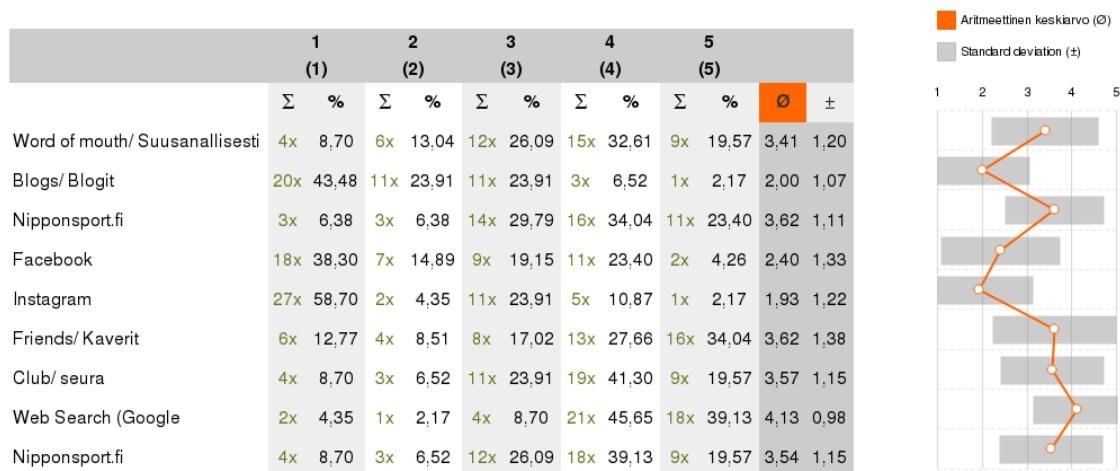 Aritmeettinen keskiarvo (Ø)
Standard deviation (±)
1 2 3 4 5
(1) (2) (3) (4) (5)
Σ % Σ % Σ % Σ % Σ % Ø ±
1 2 3 4 5
Word of mouth/ Suusanallisesti 4x 8,70 6x 13,04 12x 26,09 15x 32,61 9x 19,57 3,41 1,20
Blogs/ Blogit 20x 43,48 11x 23,91 11x 23,91 3x 6,52 1x 2,17 2,00 1,07
Nipponsport.fi 3x 6,38 3x 6,38 14x 29,79 16x 34,04 11x 23,40 3,62 1,11
Facebook 18x 38,30 7x 14,89 9x 19,15 11x 23,40 2x 4,26 2,40 1,33
Instagram 27x 58,70 2x 4,35 11x 23,91 5x 10,87 1x 2,17 1,93 1,22
Friends/ Kaverit 6x 12,77 4x 8,51 8x 17,02 13x 27,66 16x 34,04 3,62 1,38
Club/ seura 4x 8,70 3x 6,52 11x 23,91 19x 41,30 9x 19,57 3,57 1,15
Web Search (Google 2x 4,35 1x 2,17 4x 8,70 21x 45,65 18x 39,13 4,13 0,98
Nipponsport.fi 4x 8,70 3x 6,52 12x 26,09 18x 39,13 9x 19,57 3,54 1,15